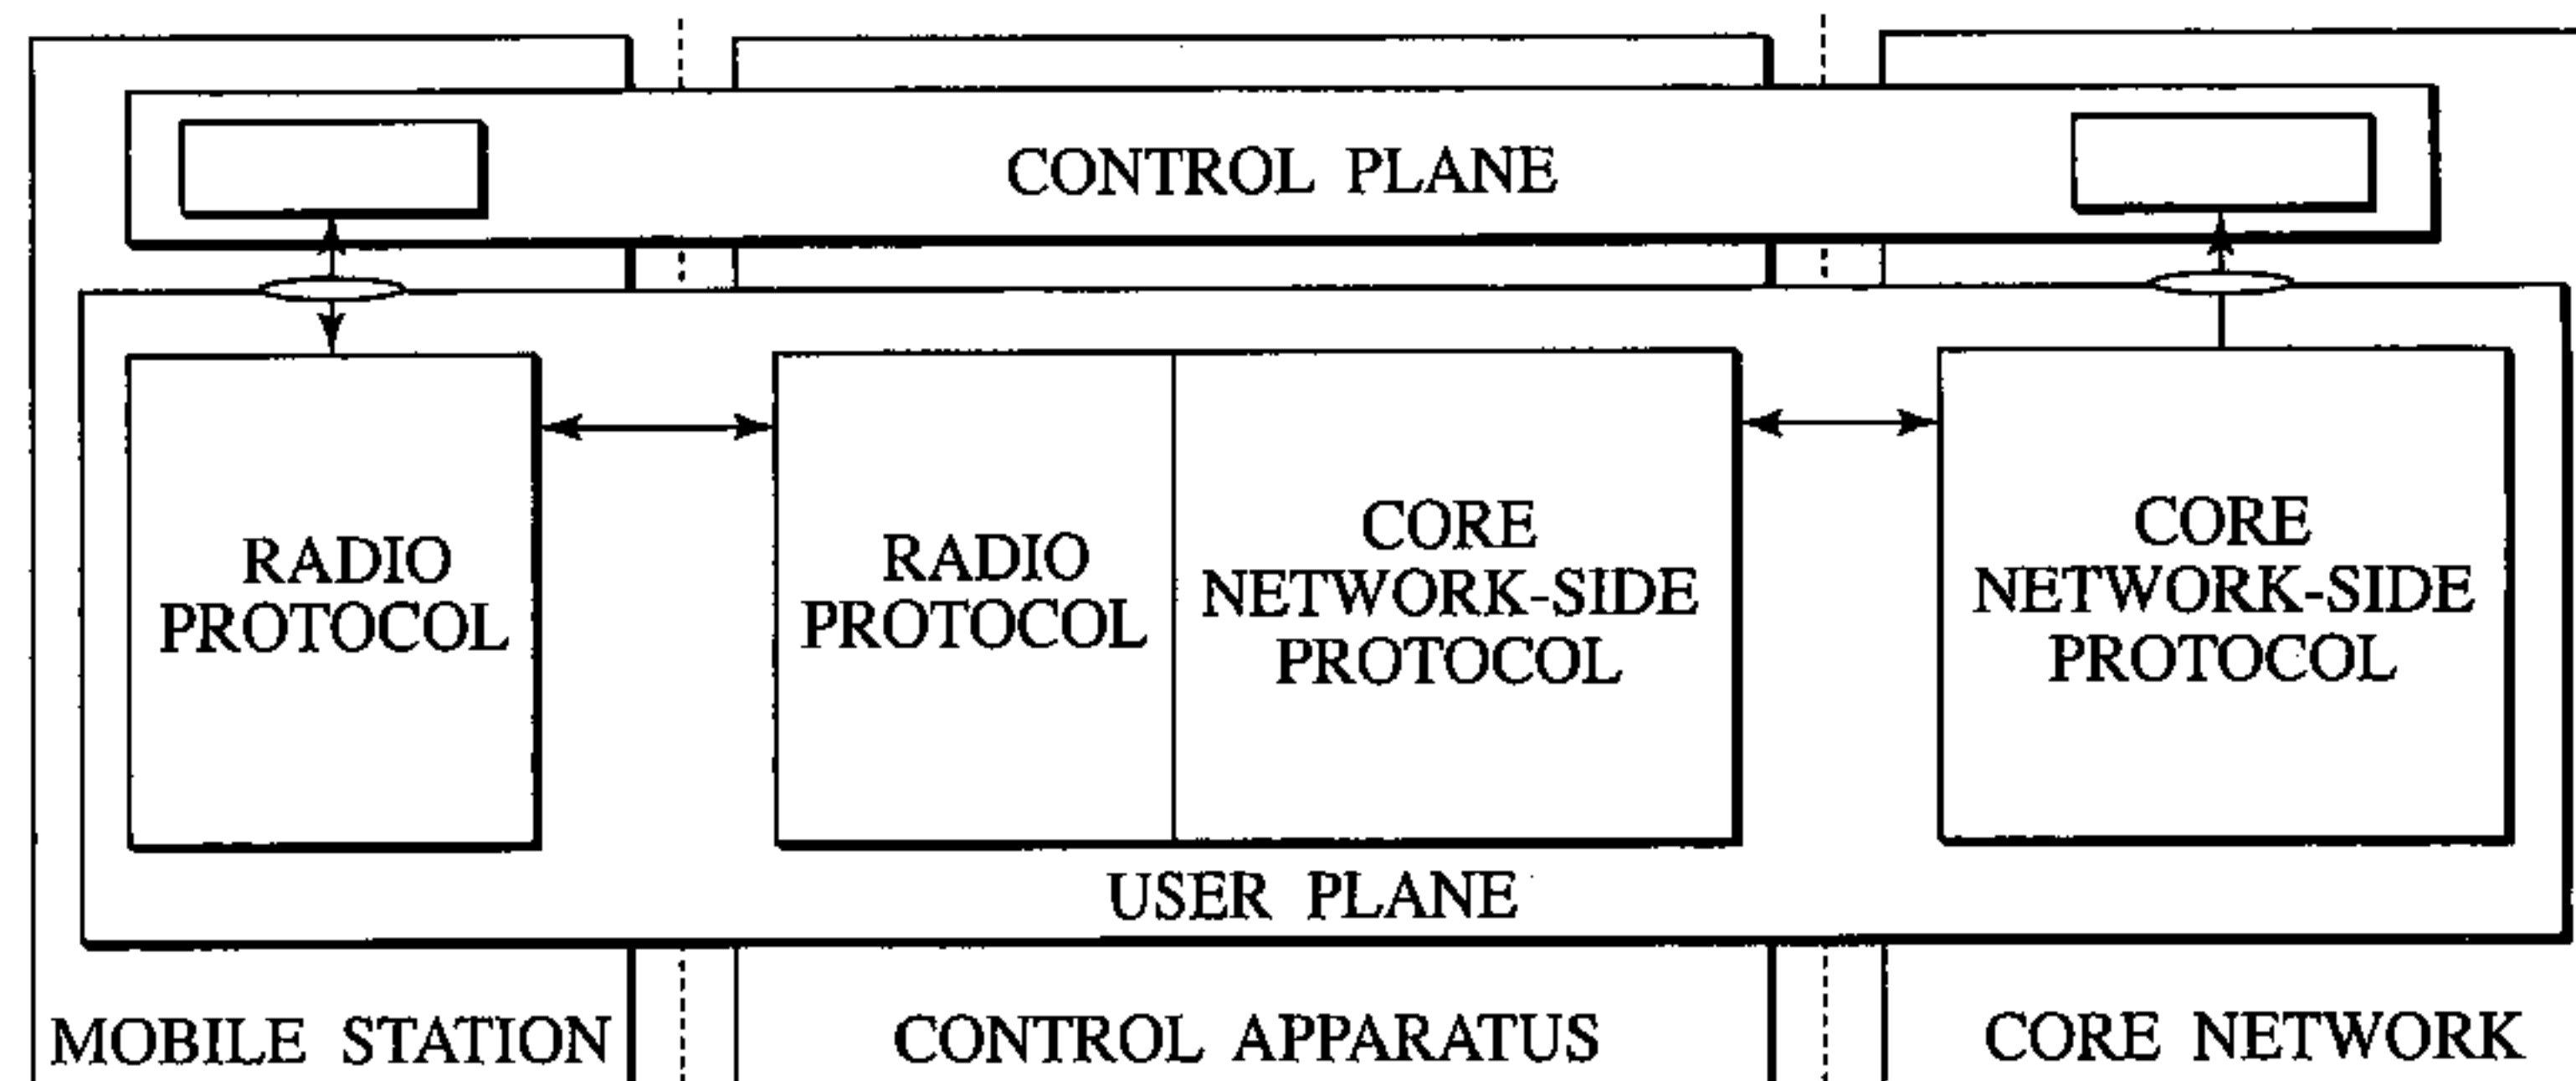 CONTROL PLANE
RADIO
PROTOCOL
RADIO
PROTOCOL
CORE
NETWORK-SIDE
PROTOCOL
CORE
NETWORK-SIDE
PROTOCOL
USER PLANE
MOBILE STATION
CONTROL APPARATUS
CORE NETWORK